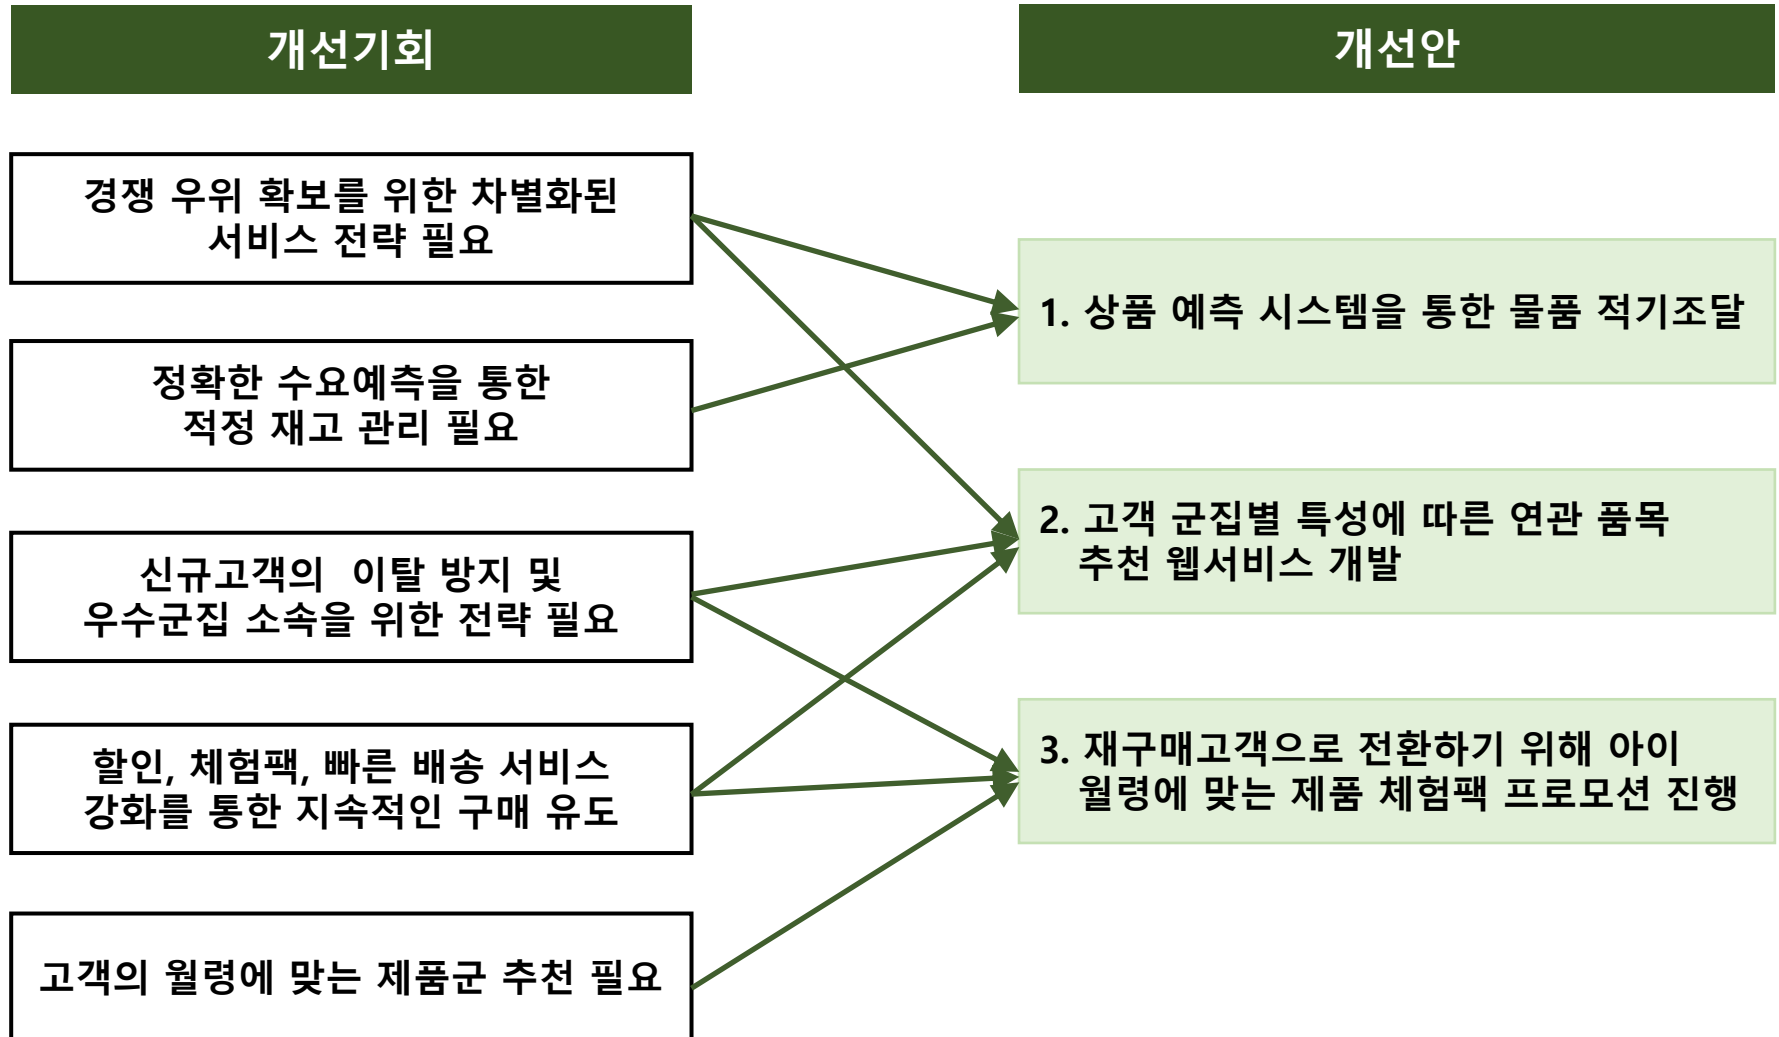 개선기회
개선안
경쟁 우위 확보를 위한 차별화된
서비스 전략 필요
정확한 수요예측을 통한
적정 재고 관리 필요
신규고객의  이탈 방지 및
우수군집 소속을 위한 전략 필요
할인, 체험팩, 빠른 배송 서비스
강화를 통한 지속적인 구매 유도
고객의 월령에 맞는 제품군 추천 필요
1. 상품 예측 시스템을 통한 물품 적기조달
2. 고객 군집별 특성에 따른 연관 품목
추천 웹서비스 개발
3. 재구매고객으로 전환하기 위해 아이
월령에 맞는 제품 체험팩 프로모션 진행